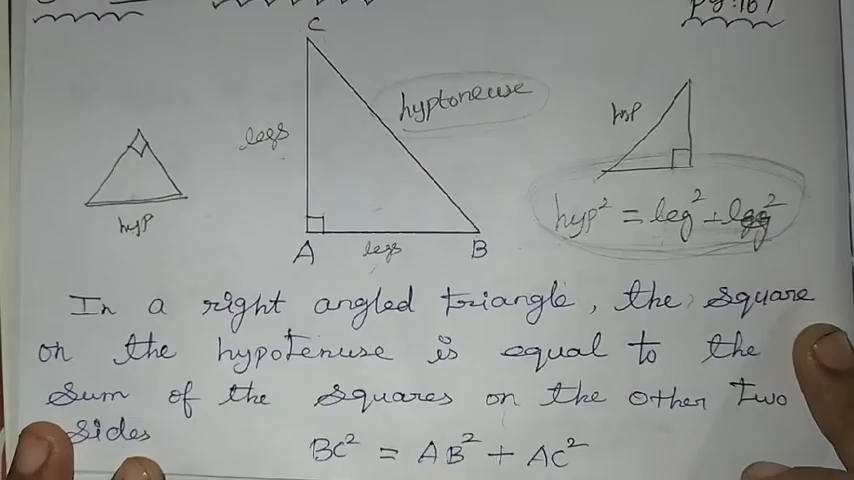 pg:167
C
hyptoneuse
legs
hyp
hyp
hyp² = leg² + leg²
A legs B
In a right angled triangle, the square
on the hypotenuse is equal to the
sum of the squares on the other two
sides
BC² = AB² + AC²